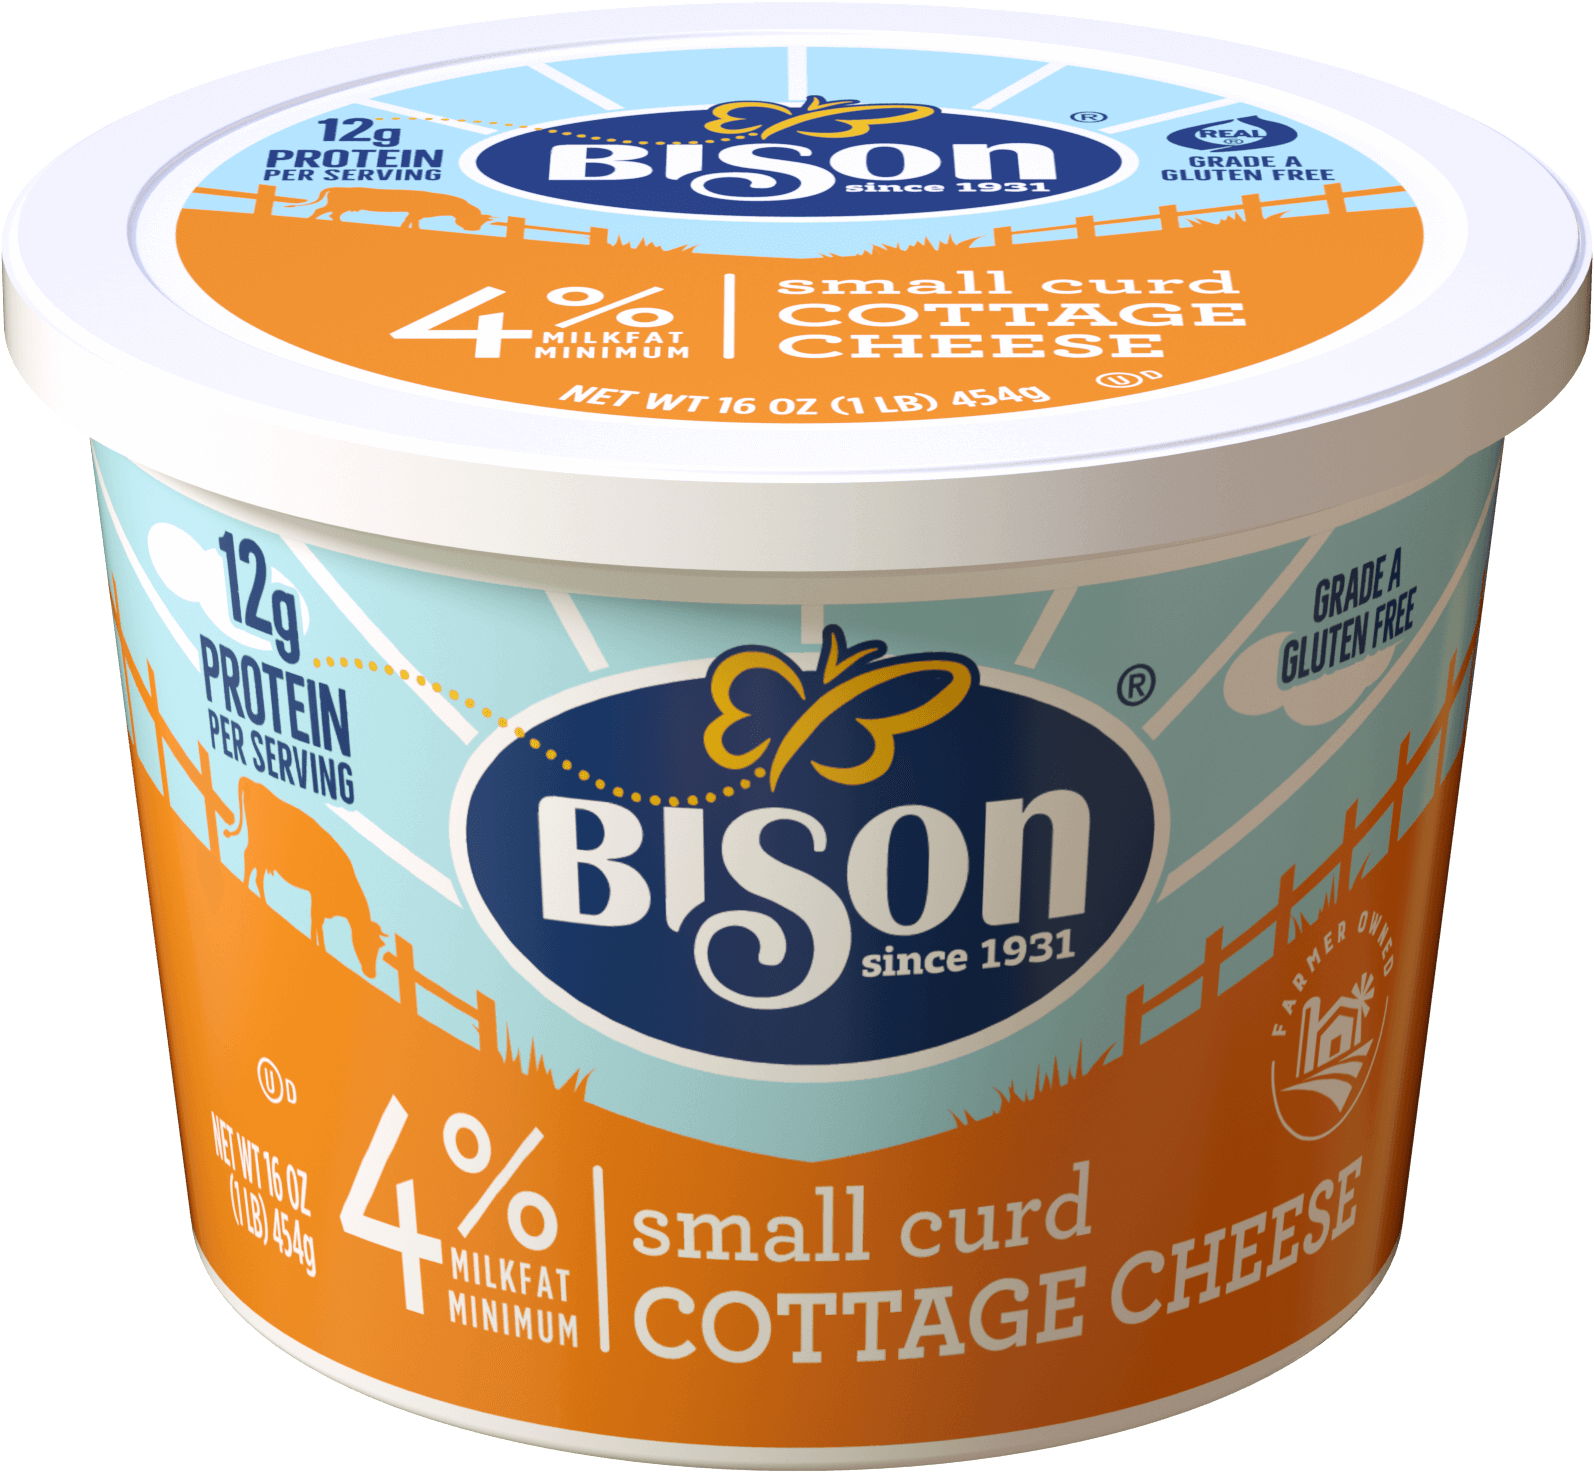 12g
PROTEIN
PER SERVING
BISON
since 1931
®
REAL
®
GRADE A
GLUTEN FREE
4%
MILKFAT
MINIMUM
small curd
COTTAGE
CHEESE
NET WT 16 OZ (1 LB) 454g
U D
12g
PROTEIN
PER SERVING
BISON
since 1931
®
GRADE A
GLUTEN FREE
FARMER OWNED
U D
NET WT 16 OZ
(1 LB) 454g
4%
MILKFAT
MINIMUM
small curd
COTTAGE CHEESE